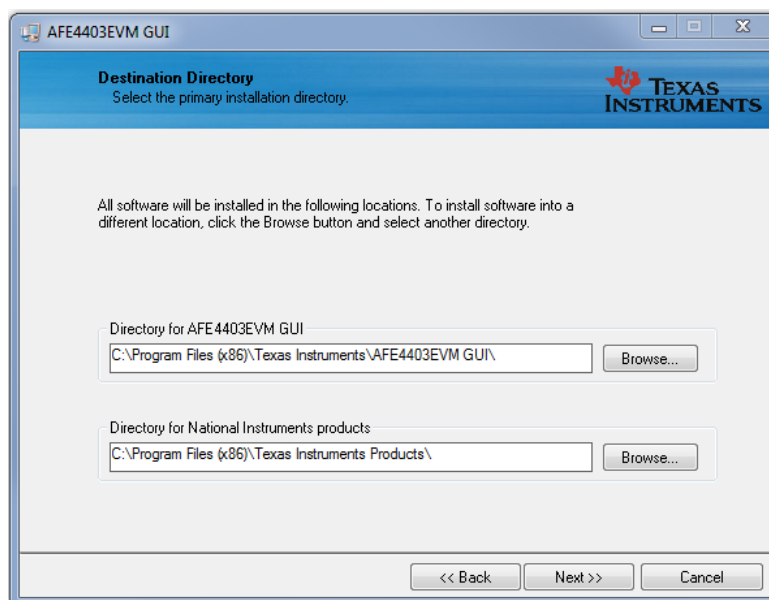 AFE4403EVM GUI
Destination Directory
Select the primary installation directory.
TEXAS
INSTRUMENTS
All software will be installed in the following locations. To install software into a
different location, click the Browse button and select another directory.
Directory for AFE4403EVM GUI
C:\Program Files (x86)\Texas Instruments\AFE4403EVM GUI\
Browse...
Directory for National Instruments products
C:\Program Files (x86)\Texas Instruments Products\
Browse...
<< Back
Next >>
Cancel